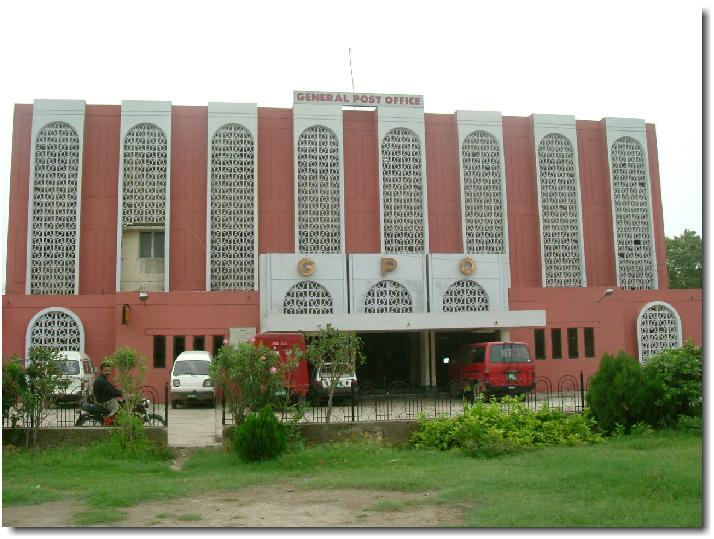 GENERAL POST OFFICE
G P O